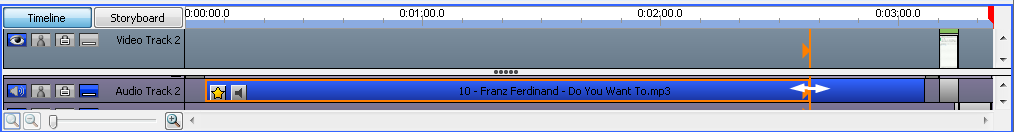 Timeline Storyboard 0:00:00.0 0:01:00.0 0:02:00.0 0:03:00.0
Video Track 2
Audio Track 2 10 - Franz Ferdinand - Do You Want To.mp3